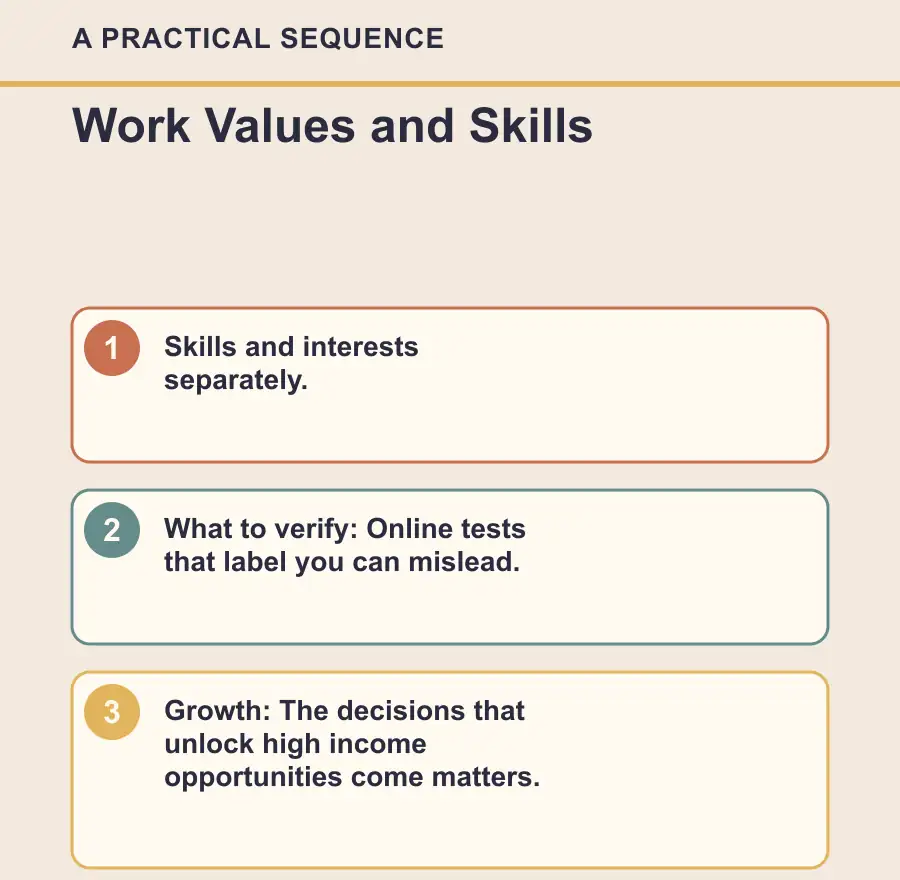 A PRACTICAL SEQUENCE
Work Values and Skills
1
Skills and interests
separately.
2
What to verify: Online tests
that label you can mislead.
3
Growth: The decisions that
unlock high income
opportunities come matters.